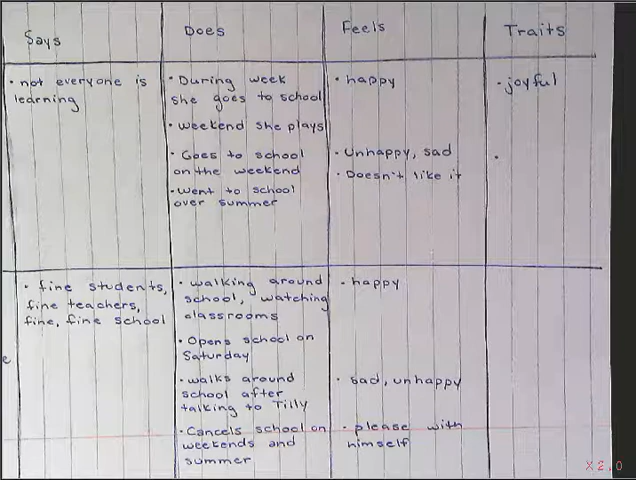 Says
Does
Feels
Traits
• not everyone is
learning
• During week
she goes to school
• weekend she plays
• Goes to school
on the weekend
• Went to school
over summer
• happy
• Unhappy, sad
• Doesn't like it
• joyful
•
• fine students,
fine teachers,
fine, fine school
• walking around
school, watching
classrooms
• Opens school on
Saturday
• walks around
school after
talking to Tilly
• Cancels school on
weekends and
summer
• happy
• sad, unhappy
• please with
himself
e
X2.0